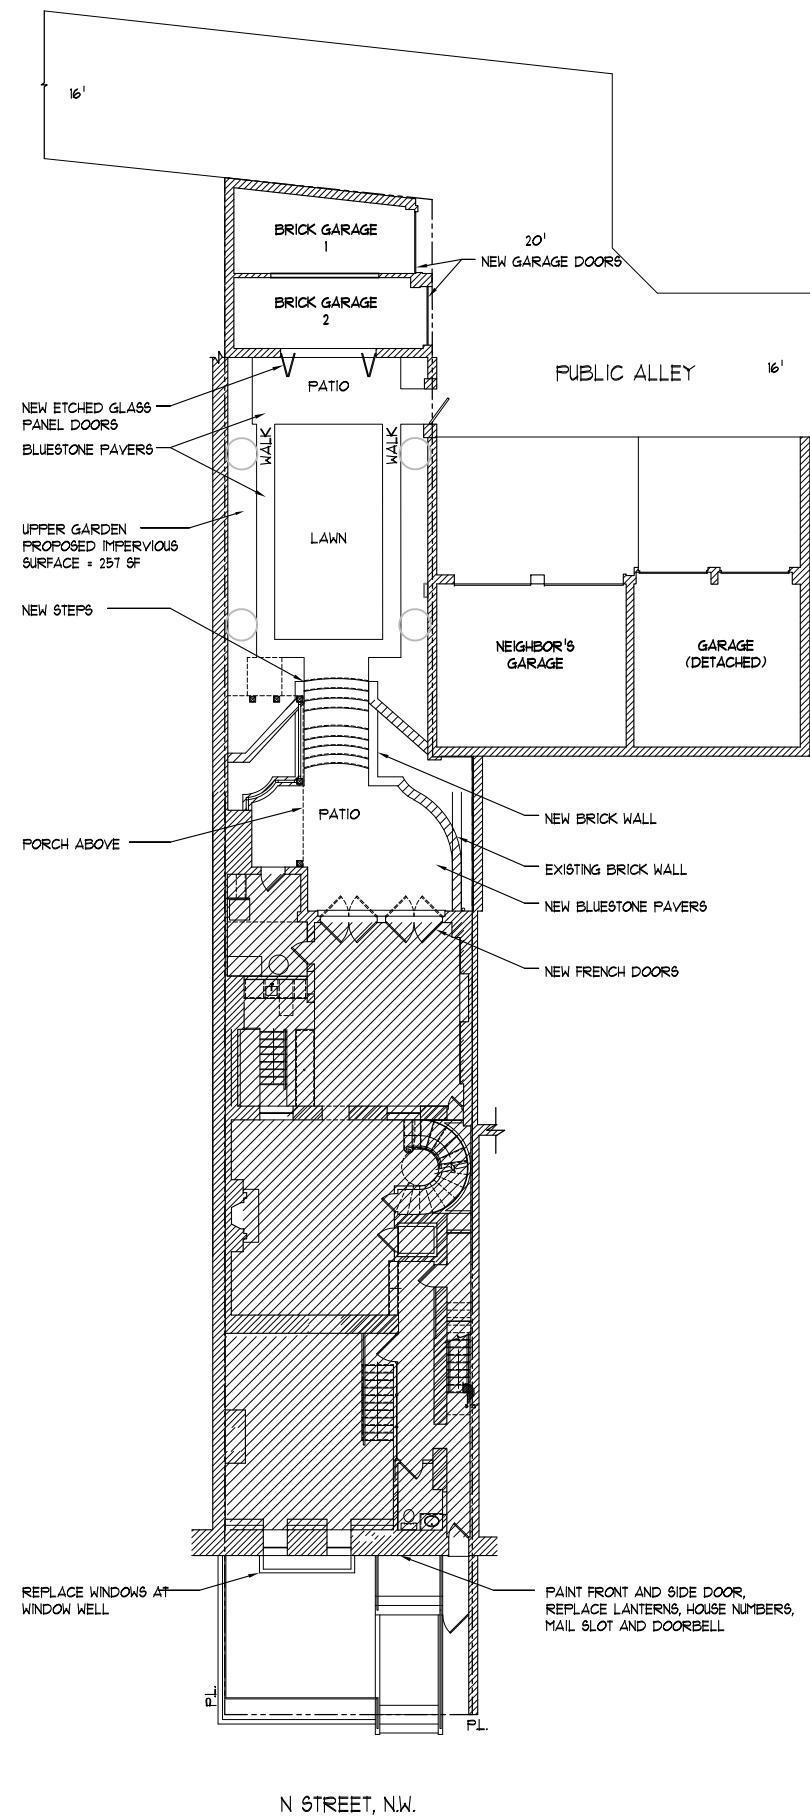 16'
BRICK GARAGE
1
20'
NEW GARAGE DOORS
BRICK GARAGE
2
PUBLIC ALLEY
16'
PATIO
NEW ETCHED GLASS
PANEL DOORS
BLUESTONE PAVERS
WALK
WALK
UPPER GARDEN
PROPOSED IMPERVIOUS
SURFACE = 257 SF
LAWN
NEW STEPS
NEIGHBOR'S
GARAGE
GARAGE
(DETACHED)
PATIO
NEW BRICK WALL
PORCH ABOVE
EXISTING BRICK WALL
NEW BLUESTONE PAVERS
NEW FRENCH DOORS
REPLACE WINDOWS AT
WINDOW WELL
PAINT FRONT AND SIDE DOOR,
REPLACE LANTERNS, HOUSE NUMBERS,
MAIL SLOT AND DOORBELL
P.L.
P.L.
N STREET, N.W.